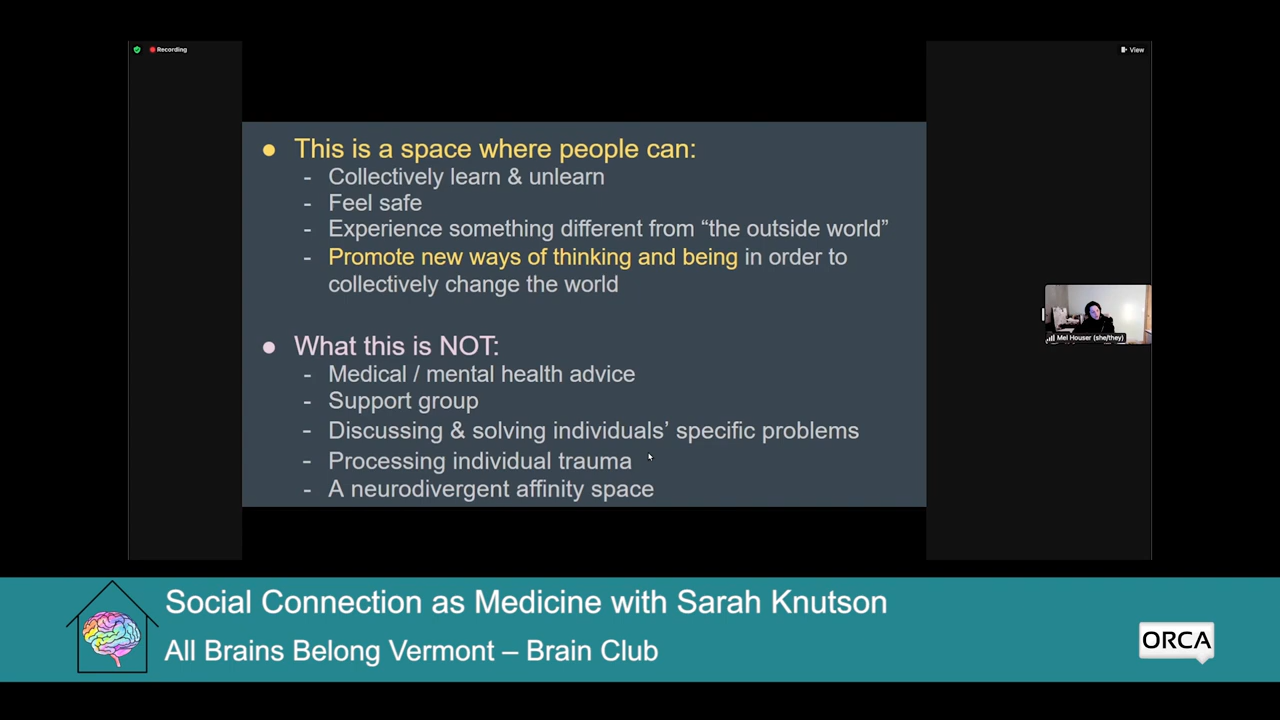 Recording
View
● This is a space where people can:
- Collectively learn & unlearn
- Feel safe
- Experience something different from “the outside world”
- Promote new ways of thinking and being in order to
collectively change the world
● What this is NOT:
- Medical / mental health advice
- Support group
- Discussing & solving individuals’ specific problems
- Processing individual trauma
- A neurodivergent affinity space
Mel Houser (she/they)
Social Connection as Medicine with Sarah Knutson
All Brains Belong Vermont – Brain Club
ORCA